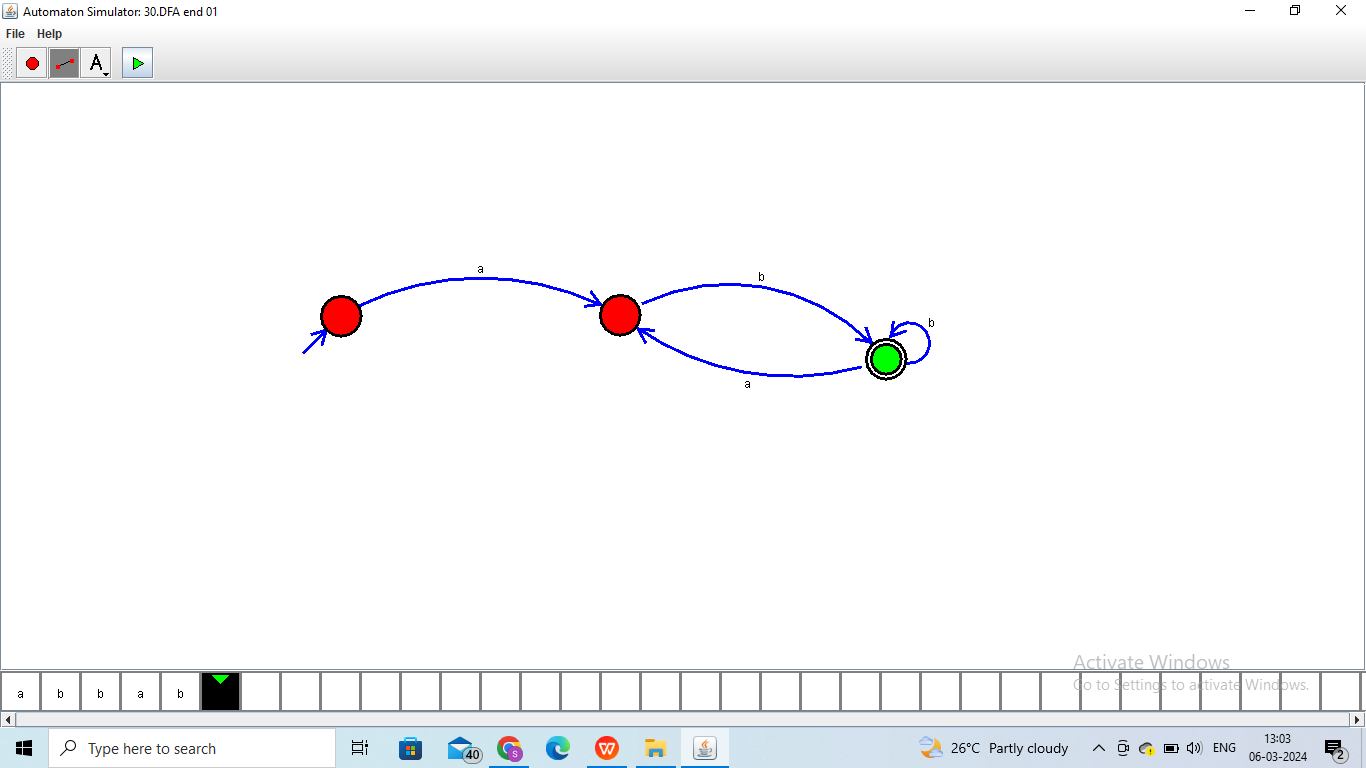 Automaton Simulator: 30.DFA end 01
File Help
A
a
b
b
a
a b b a b
Activate Windows
Go to Settings to activate Windows.
Type here to search
40
S
W
26°C Partly cloudy
ENG
13:03
06-03-2024
2